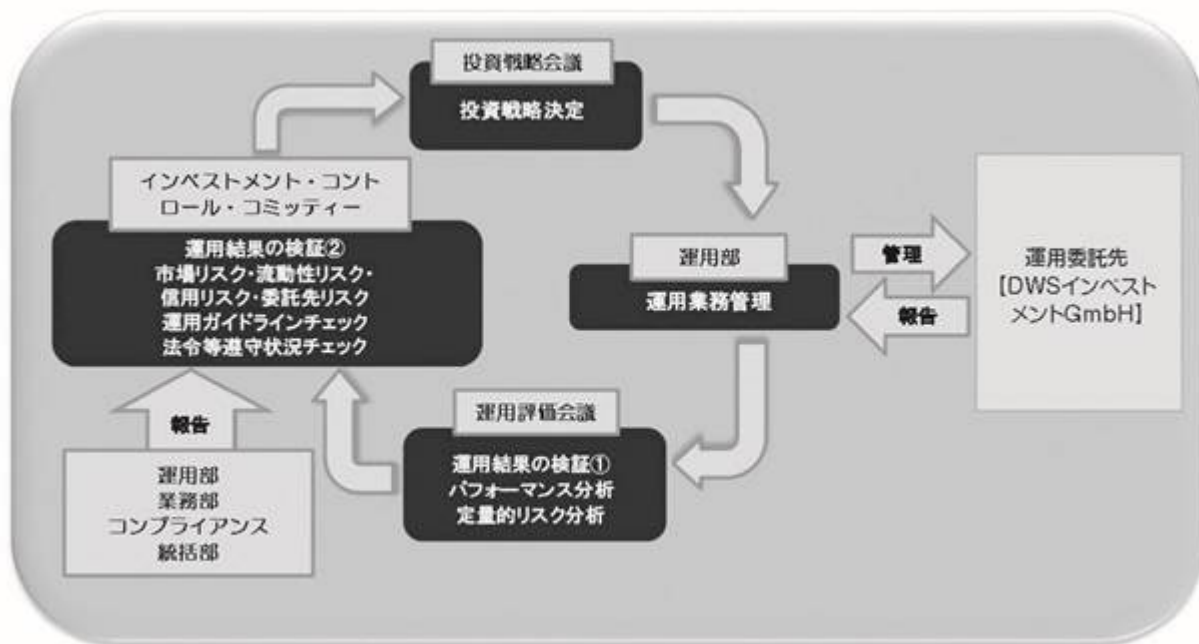 投資戦略会議
投資戦略決定
インベストメント・コント
ロール・コミッティー
運用結果の検証②
市場リスク・流動性リスク・
信用リスク・委託先リスク
運用ガイドラインチェック
法令等遵守状況チェック
運用部
運用業務管理
管理
報告
運用委託先
【DWSインベスト
メントGmbH】
運用評価会議
運用結果の検証①
パフォーマンス分析
定量的リスク分析
報告
運用部
業務部
コンプライアンス
統括部